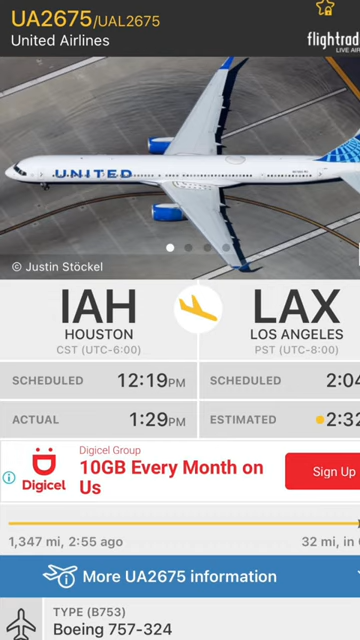 UA2675/UAL2675
United Airlines
flightrad
LIVE AIR
UNITED
© Justin Stöckel
IAH
HOUSTON
CST (UTC-6:00)
LAX
LOS ANGELES
PST (UTC-8:00)
SCHEDULED 12:19PM
SCHEDULED 2:04
ACTUAL 1:29PM
ESTIMATED 2:32
Digicel
Digicel Group
10GB Every Month on
Us
Sign Up
1,347 mi, 2:55 ago
32 mi, in
More UA2675 information
TYPE (B753)
Boeing 757-324